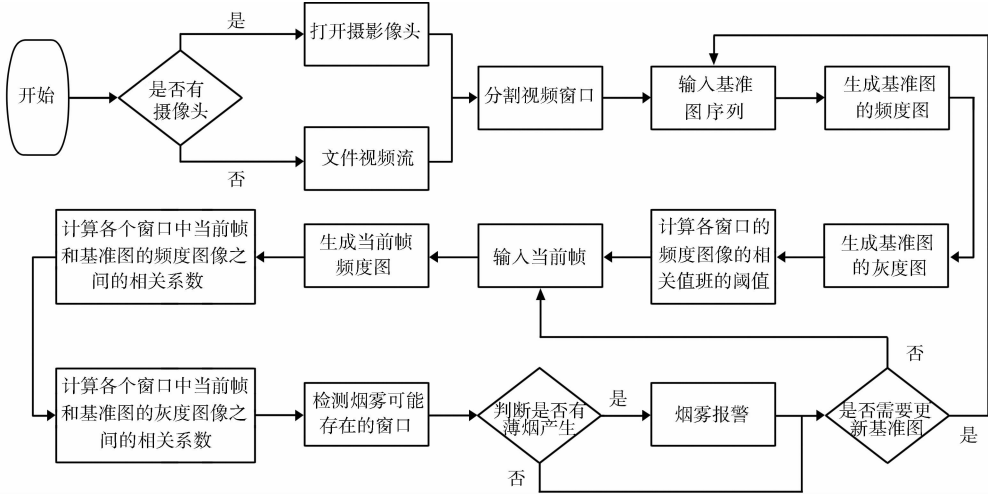 开始
是否有
摄像头
是
否
打开摄影像头
文件视频流
分割视频窗口
输入基准
图序列
生成基准图
的频度图
生成基准图
的灰度图
计算各窗口的
频度图像的相
关值班的阈值
输入当前帧
生成当前帧
频度图
计算各个窗口中当前帧
和基准图的频度图像之
间的相关系数
计算各个窗口中当前帧
和基准图的灰度图像之
间的相关系数
检测烟雾可能
存在的窗口
判断是否有
薄烟产生
是
否
烟雾报警
是否需要更
新基准图
否
是